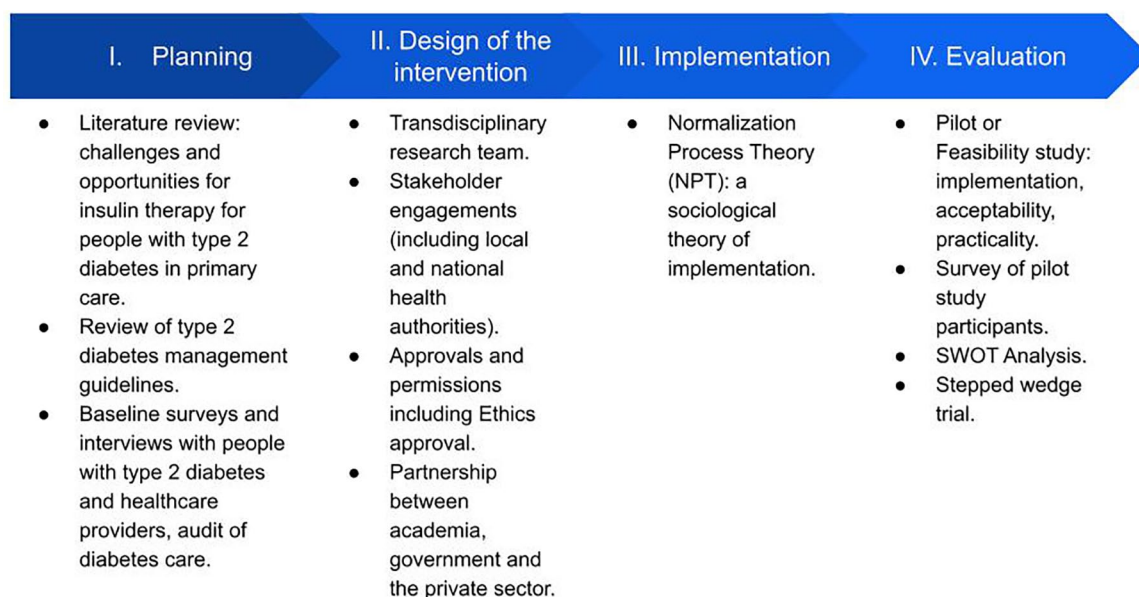 I. Planning
II. Design of the
intervention
III. Implementation
IV. Evaluation
● Literature review:
challenges and
opportunities for
insulin therapy for
people with type 2
diabetes in primary
care.
● Review of type 2
diabetes management
guidelines.
● Baseline surveys and
interviews with people
with type 2 diabetes
and healthcare
providers, audit of
diabetes care.
● Transdisciplinary
research team.
● Stakeholder
engagements
(including local
and national
health
authorities).
● Approvals and
permissions
including Ethics
approval.
● Partnership
between
academia,
government and
the private sector.
● Normalization
Process Theory
(NPT): a
sociological
theory of
implementation.
● Pilot or
Feasibility study:
implementation,
acceptability,
practicality.
● Survey of pilot
study
participants.
● SWOT Analysis.
● Stepped wedge
trial.